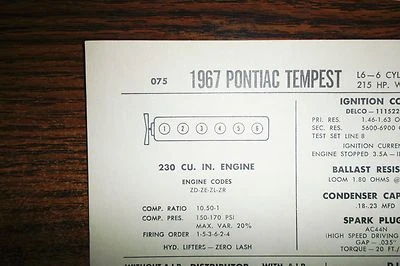 075
1967 PONTIAC TEMPEST
L6—6 CYL
215 HP. W
1 2 3 4 5 6
230 CU. IN. ENGINE
ENGINE CODES
ZD-ZE-ZL-ZR
COMP. RATIO 10.50-1
COMP. PRES. 150-170 PSI
MAX. VAR. 20%
FIRING ORDER 1-5-3-6-2-4
HYD. LIFTERS—ZERO LASH
IGNITION CO
DELCO—111522
PRI. RES. 1.46-1.63 O
SEC. RES. 5600-6900 O
TEST SET LINE 8
IGNITION CURREN
ENGINE STOPPED 3.5A—I
BALLAST RESIS
LOOM 1.80 OHMS @
CONDENSER CAPA
.18-.23 MFD
SPARK PLUG
AC44N
(HIGH SPEED DRIVING
GAP—.035"
TORQUE—20 FT./
WITHOUT A.I.R. DISTRIBUTOR WITH A.I.R.